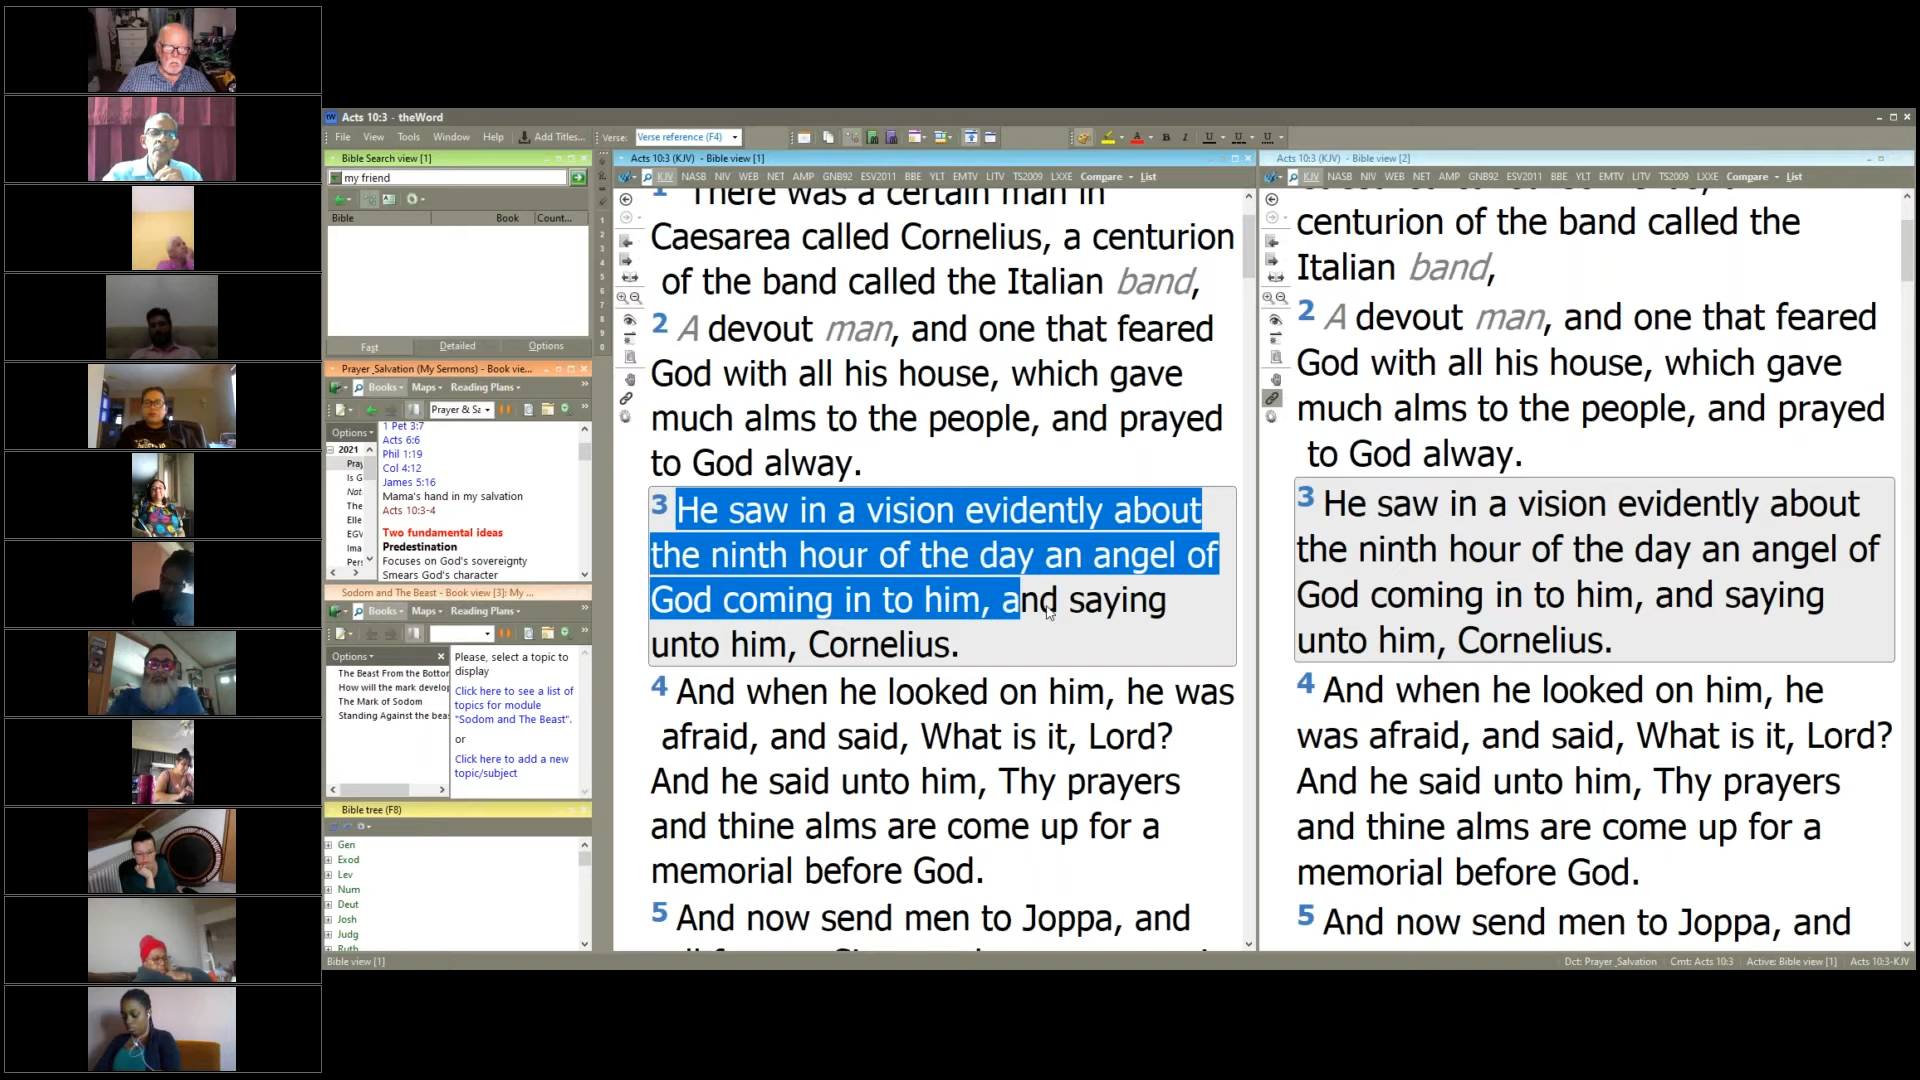 Acts 10:3 - theWord
File View Tools Window Help Add Titles... Verse: Verse reference (F4)
Bible Search view [1]
my friend
Bible Book Count...
Fast Detailed Options
Prayer_Salvation (My Sermons) - Book vie...
Books Maps Reading Plans
Prayer & Sa
Options
2021
Pray
Is G
Nat
The
Elle
EGV
Ima
Pers
1 Pet 3:7
Acts 6:6
Phil 1:19
Col 4:12
James 5:16
Mama's hand in my salvation
Acts 10:3-4
Two fundamental ideas
Predestination
Focuses on God's sovereignty
Smears God's character
Sodom and The Beast - Book view [3]: My ...
Books Maps Reading Plans
Options
The Beast From the Bottor
How will the mark develop
The Mark of Sodom
Standing Against the beas
Please, select a topic to
display
Click here to see a list of
topics for module
"Sodom and The Beast".
or
Click here to add a new
topic/subject
Bible tree (F8)
Gen
Exod
Lev
Num
Deut
Josh
Judg
Ruth
Bible view [1]
Acts 10:3 (KJV) - Bible view [1]
KJV NASB NIV WEB NET AMP GNB92 ESV2011 BBE YLT EMTV LITV TS2009 LXXE Compare List
1 There was a certain man in
Caesarea called Cornelius, a centurion
of the band called the Italian band,
2 A devout man, and one that feared
God with all his house, which gave
much alms to the people, and prayed
to God alway.
3 He saw in a vision evidently about
the ninth hour of the day an angel of
God coming in to him, and saying
unto him, Cornelius.
4 And when he looked on him, he was
afraid, and said, What is it, Lord?
And he said unto him, Thy prayers
and thine alms are come up for a
memorial before God.
5 And now send men to Joppa, and
Acts 10:3 (KJV) - Bible view [2]
KJV NASB NIV WEB NET AMP GNB92 ESV2011 BBE YLT EMTV LITV TS2009 LXXE Compare List
centurion of the band called the
Italian band,
2 A devout man, and one that feared
God with all his house, which gave
much alms to the people, and prayed
to God alway.
3 He saw in a vision evidently about
the ninth hour of the day an angel of
God coming in to him, and saying
unto him, Cornelius.
4 And when he looked on him, he
was afraid, and said, What is it, Lord?
And he said unto him, Thy prayers
and thine alms are come up for a
memorial before God.
5 And now send men to Joppa, and
Dct: Prayer_Salvation Cmt: Acts 10:3 Active: Bible view [1] Acts 10:3-KJV